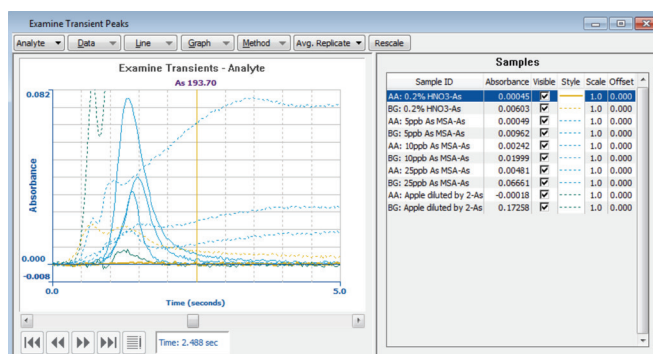 Examine Transient Peaks
Analyte Data Line Graph Method Avg. Replicate Rescale
Examine Transients - Analyte
As 193.70
0.082
Absorbance
0.000
-0.008
0.0 5.0
Time (seconds)
Time: 2.488 sec
Samples
Sample ID Absorbance Visible Style Scale Offset
AA: 0.2% HNO3-As 0.00045 1.0 0.000
BG: 0.2% HNO3-As 0.00603 1.0 0.000
AA: 5ppb As MSA-As 0.00049 1.0 0.000
BG: 5ppb As MSA-As 0.00962 1.0 0.000
AA: 10ppb As MSA-As 0.00242 1.0 0.000
BG: 10ppb As MSA-As 0.01999 1.0 0.000
AA: 25ppb As MSA-As 0.00481 1.0 0.000
BG: 25ppb As MSA-As 0.06661 1.0 0.000
AA: Apple diluted by 2-As -0.00018 1.0 0.000
BG: Apple diluted by 2-As 0.17258 1.0 0.000